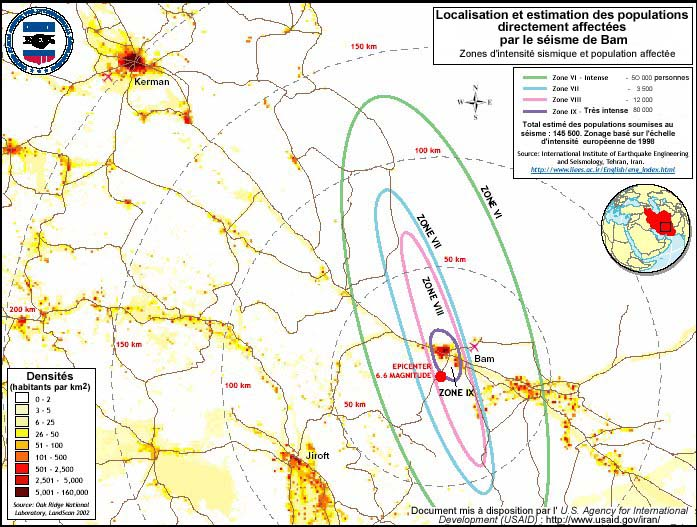 Localisation et estimation des populations
directement affectées
par le séisme de Bam
Zones d'intensité sismique et population affectée
Zone VI - Intense - 50 000 personnes
Zone VII - 3 500
Zone VIII - 12 000
Zone IX - Très intense 80 000
Total estimé des populations soumises au
séisme : 145 500. Zonage basé sur l'échelle
d'intensité européenne de 1998
Source: International Institute of Earthquake Engineering
and Seismology, Tehran, Iran.
http://www.iiees.ac.ir/English/eng_index.html
N
W E
S
150 km
Kerman
100 km
ZONE VI
ZONE VII
50 km
ZONE VIII
200 km
150 km
Bam
EPICENTER
6.6 MAGNITUDE
100 km
ZONE IX
50 km
Jiroft
Densités
(habitants par km2)
0 - 2
3 - 5
6 - 25
26 - 50
51 - 100
101 - 500
501 - 2,500
2,501 - 5,000
5,001 - 160,000
Source: Oak Ridge National
Laboratory, LandScan 2002
Document mis à disposition par l' U.S. Agency for International
Development (USAID) : http://www.usaid.gov/iran/